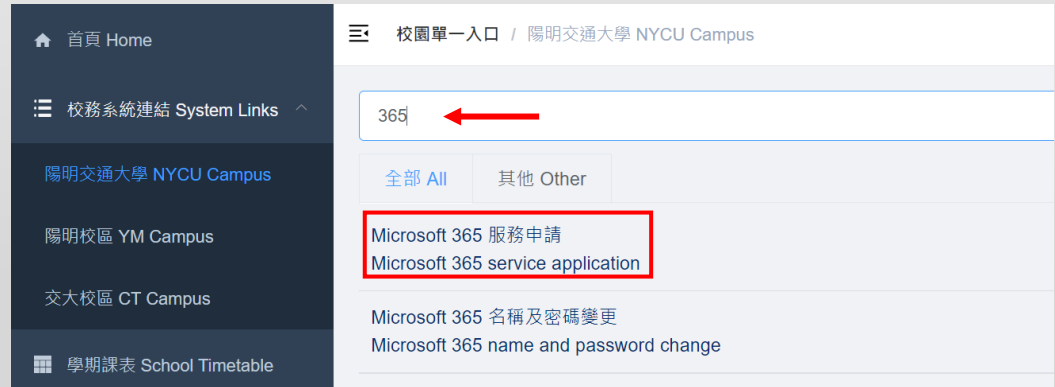 首頁 Home
校園單一入口 / 陽明交通大學 NYCU Campus
校務系統連結 System Links
365
陽明交通大學 NYCU Campus
全部 All
其他 Other
陽明校區 YM Campus
Microsoft 365 服務申請
Microsoft 365 service application
交大校區 CT Campus
Microsoft 365 名稱及密碼變更
Microsoft 365 name and password change
學期課表 School Timetable